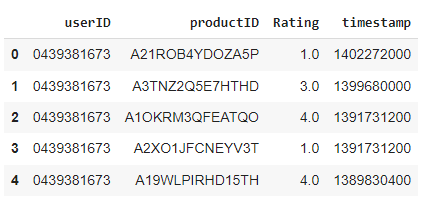 userID productID Rating timestamp
0 0439381673 A21ROB4YDOZA5P 1.0 1402272000
1 0439381673 A3TNZ2Q5E7HTHD 3.0 1399680000
2 0439381673 A1OKRM3QFEATQO 4.0 1391731200
3 0439381673 A2XO1JFCNEYV3T 1.0 1391731200
4 0439381673 A19WLPIRHD15TH 4.0 1389830400